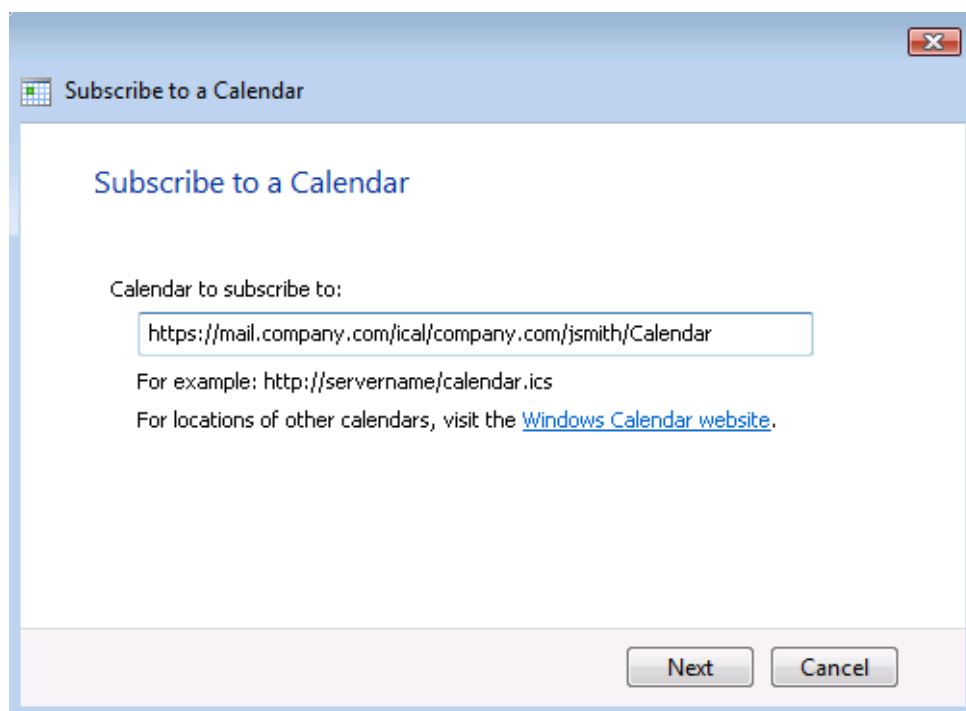 Subscribe to a Calendar
Subscribe to a Calendar
Calendar to subscribe to:
https://mail.company.com/ical/company.com/jsmith/Calendar
For example: http://servername/calendar.ics
For locations of other calendars, visit the Windows Calendar website.
Next Cancel